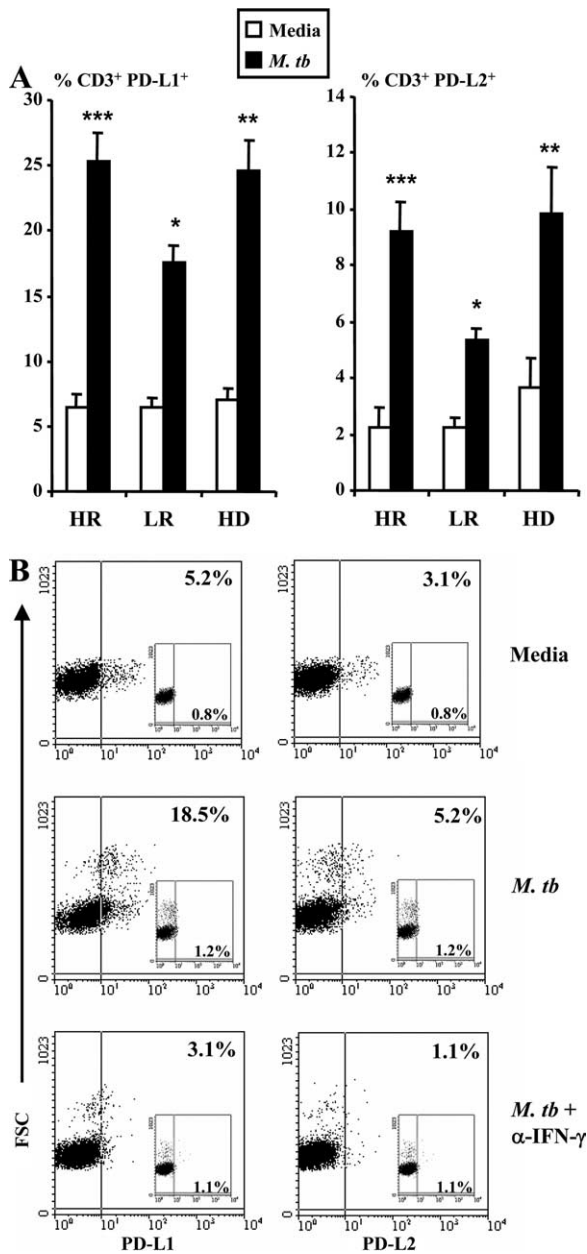 Media
M. tb
A
% CD3⁺ PD-L1⁺
% CD3⁺ PD-L2⁺
30
25
20
15
10
5
0
***
*
**
HR
LR
HD
14
12
10
8
6
4
2
0
***
*
**
HR
LR
HD
B
1023
0
5.2%
0.8%
10⁰ 10¹ 10² 10³ 10⁴
1023
0
3.1%
0.8%
10⁰ 10¹ 10² 10³ 10⁴
Media
1023
0
18.5%
1.2%
10⁰ 10¹ 10² 10³ 10⁴
1023
0
5.2%
1.2%
10⁰ 10¹ 10² 10³ 10⁴
M. tb
1023
0
3.1%
1.1%
10⁰ 10¹ 10² 10³ 10⁴
1023
0
1.1%
1.1%
10⁰ 10¹ 10² 10³ 10⁴
M. tb +
α-IFN-γ
FSC
PD-L1
PD-L2